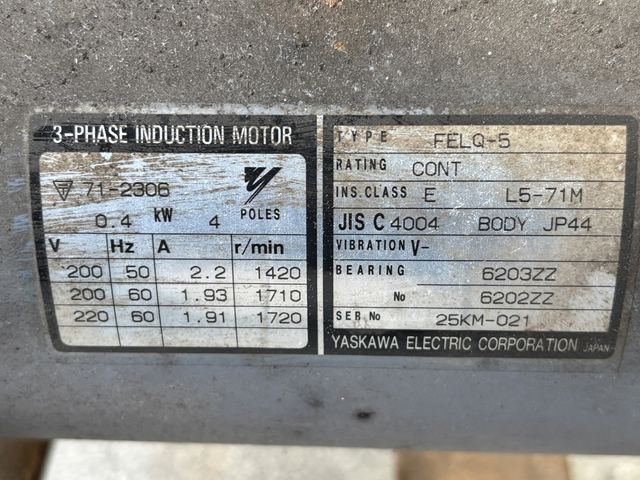 3-PHASE INDUCTION MOTOR
71-2306
0.4 kW 4 POLES
V Hz A r/min
200 50 2.2 1420
200 60 1.93 1710
220 60 1.91 1720
TYPE FELQ-5
RATING CONT
INS.CLASS E L5-71M
JIS C 4004 BODY JP44
VIBRATION V-
BEARING 6203ZZ
No 6202ZZ
SER No 25KM-021
YASKAWA ELECTRIC CORPORATION JAPAN